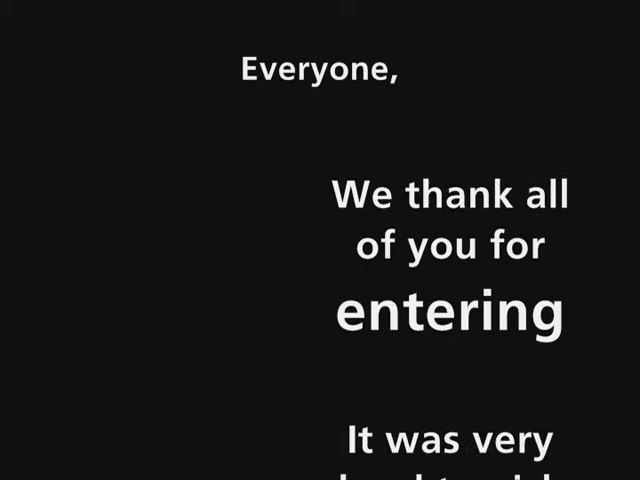 Everyone,
We thank all
of you for
entering
It was very